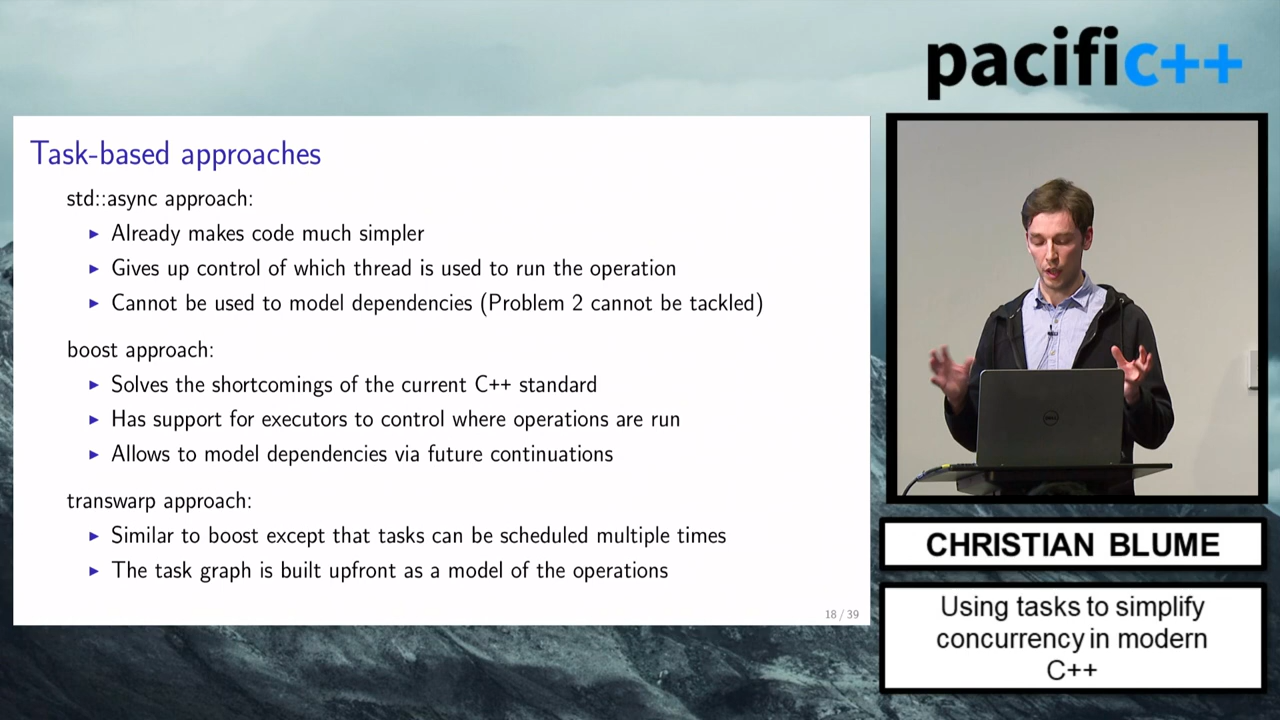 pacific++
Task-based approaches
std::async approach:
▶ Already makes code much simpler
▶ Gives up control of which thread is used to run the operation
▶ Cannot be used to model dependencies (Problem 2 cannot be tackled)
boost approach:
▶ Solves the shortcomings of the current C++ standard
▶ Has support for executors to control where operations are run
▶ Allows to model dependencies via future continuations
transwarp approach:
▶ Similar to boost except that tasks can be scheduled multiple times
▶ The task graph is built upfront as a model of the operations
18 / 39
DELL
CHRISTIAN BLUME
Using tasks to simplify
concurrency in modern
C++